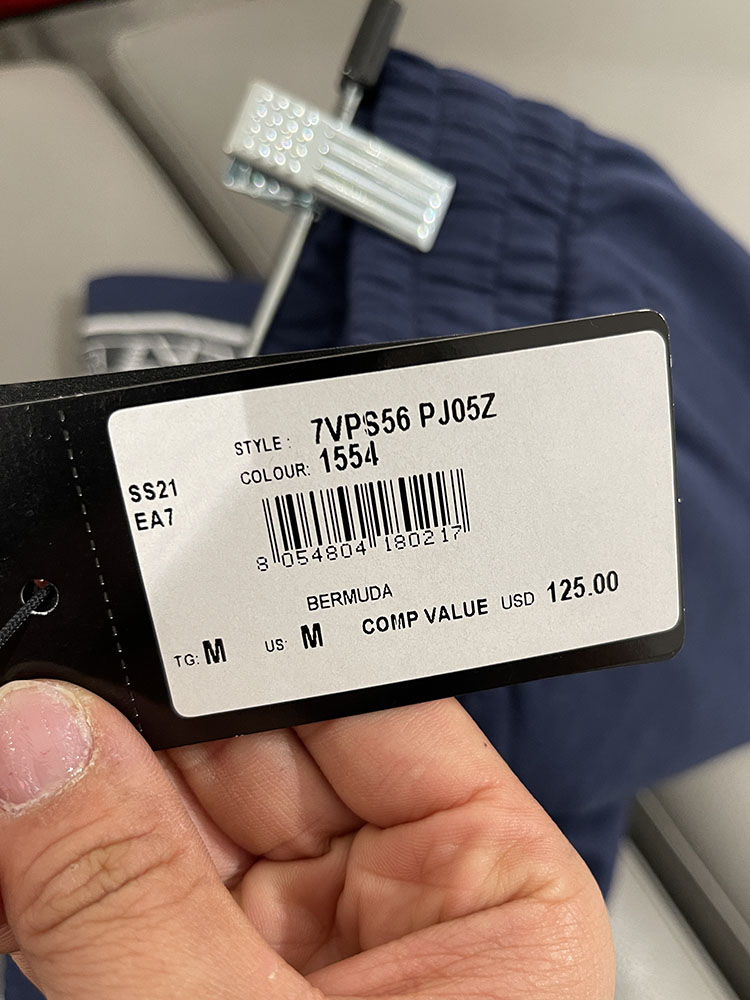 STYLE: 7VPS56 PJ05Z
COLOUR: 1554
SS21
EA7
8 054804 180217
BERMUDA
TG: M US: M COMP VALUE USD 125.00